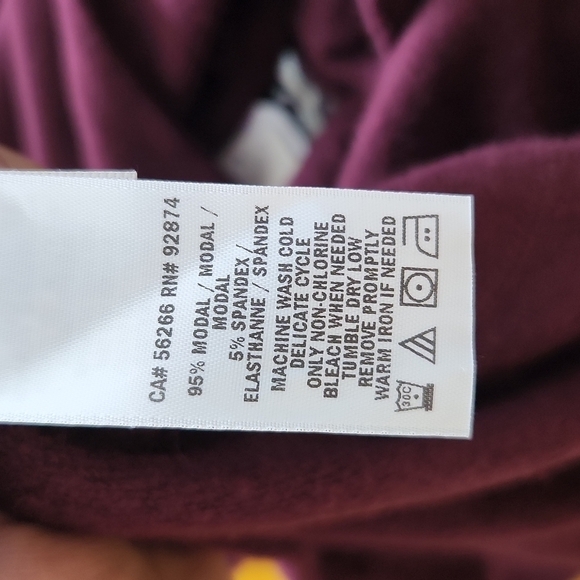 CA# 56266 RN# 92874
95% MODAL / MODAL /
MODAL
5% SPANDEX /
ELASTHANNE / SPANDEX
MACHINE WASH COLD
DELICATE CYCLE
ONLY NON-CHLORINE
BLEACH WHEN NEEDED
TUMBLE DRY LOW
REMOVE PROMPTLY
WARM IRON IF NEEDED
30C